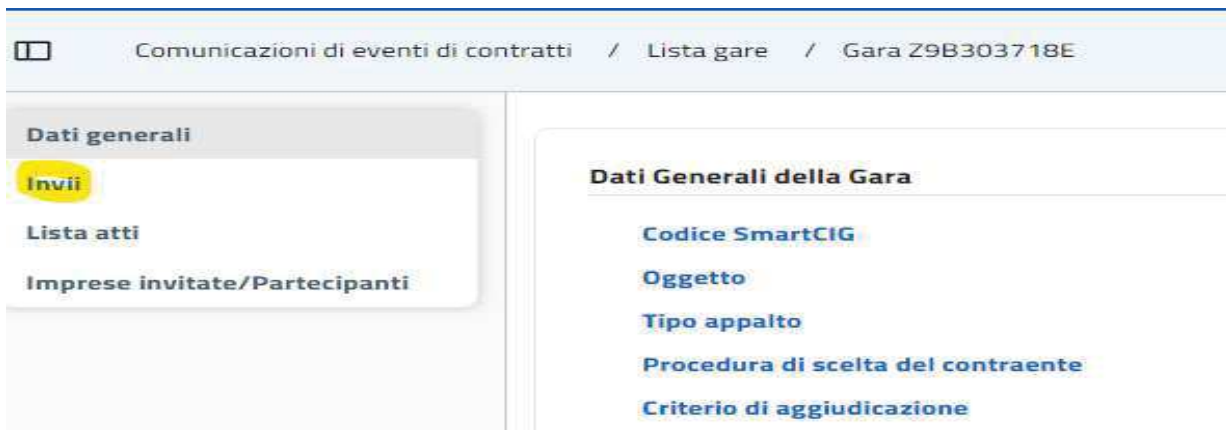 Comunicazioni di eventi di contratti / Lista gare / Gara Z9B303718E
Dati generali
Invii
Lista atti
Imprese invitate/Partecipanti
Dati Generali della Gara
Codice SmartCIG
Oggetto
Tipo appalto
Procedura di scelta del contraente
Criterio di aggiudicazione